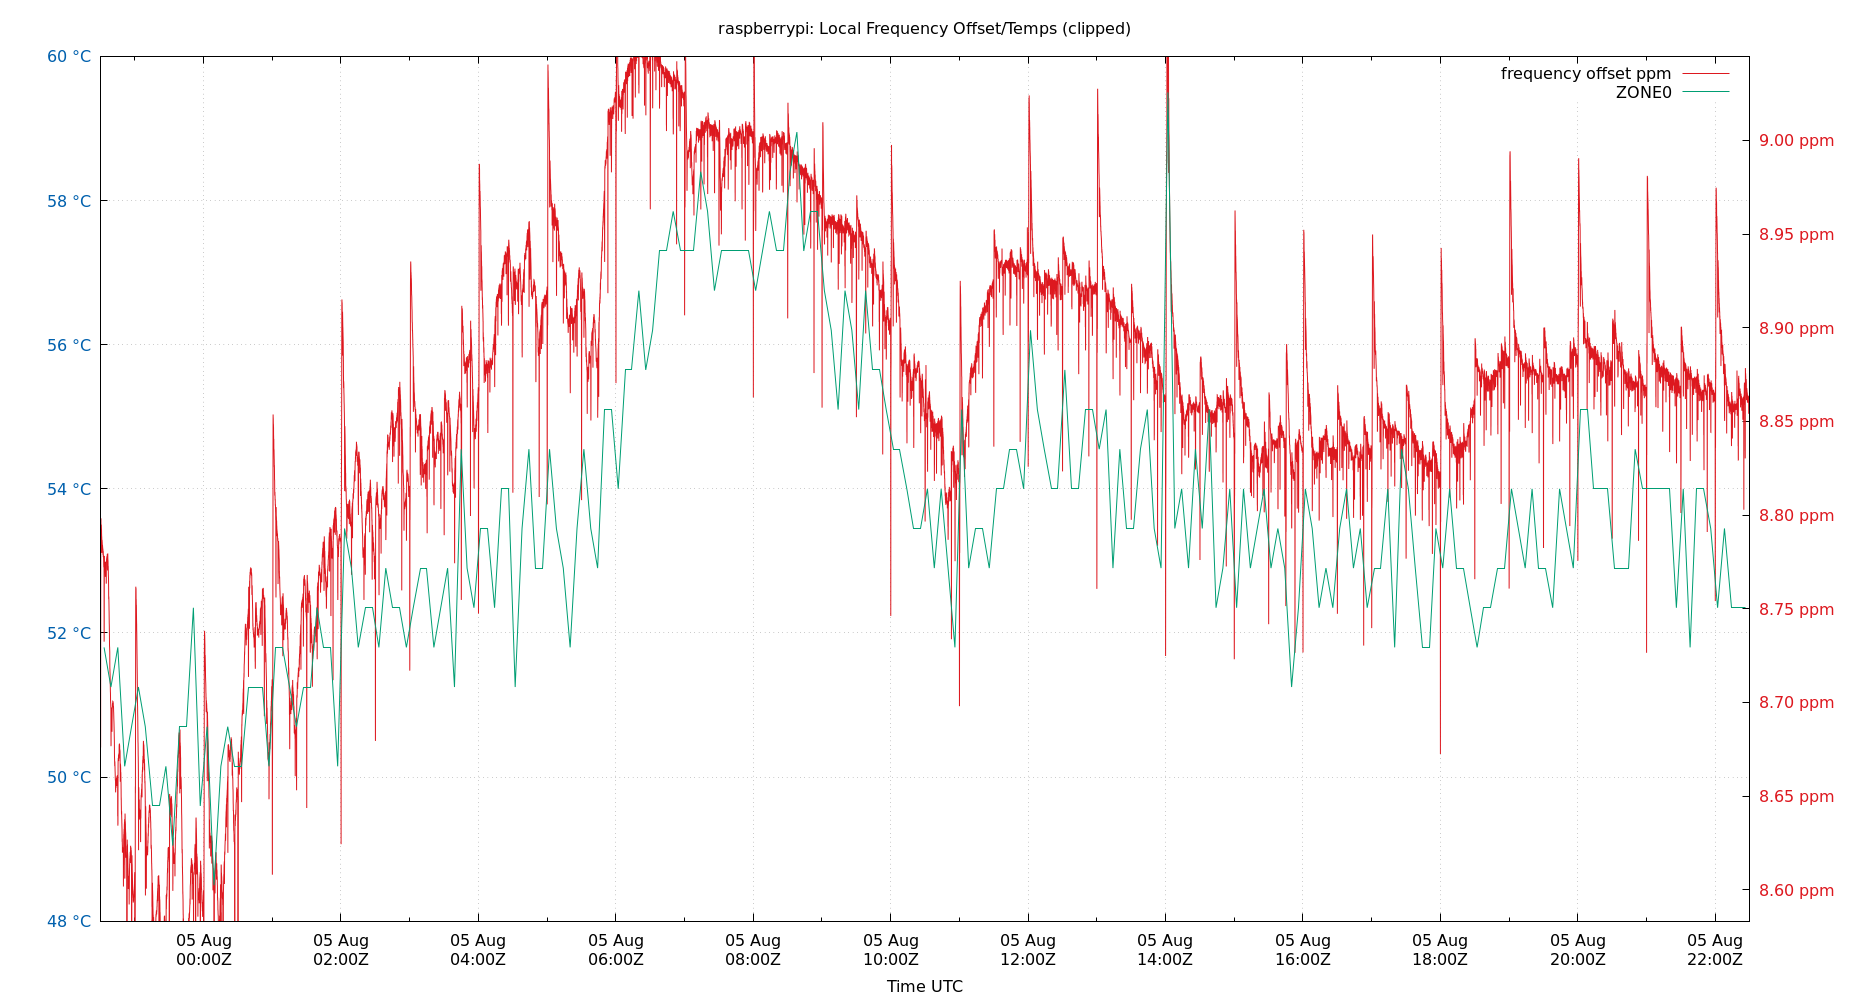 raspberrypi: Local Frequency Offset/Temps (clipped)
frequency offset ppm
ZONE0
60 °C
58 °C
56 °C
54 °C
52 °C
50 °C
48 °C
9.00 ppm
8.95 ppm
8.90 ppm
8.85 ppm
8.80 ppm
8.75 ppm
8.70 ppm
8.65 ppm
8.60 ppm
05 Aug 05 Aug 05 Aug 05 Aug 05 Aug 05 Aug 05 Aug 05 Aug 05 Aug 05 Aug 05 Aug 05 Aug
00:00Z 02:00Z 04:00Z 06:00Z 08:00Z 10:00Z 12:00Z 14:00Z 16:00Z 18:00Z 20:00Z 22:00Z
Time UTC